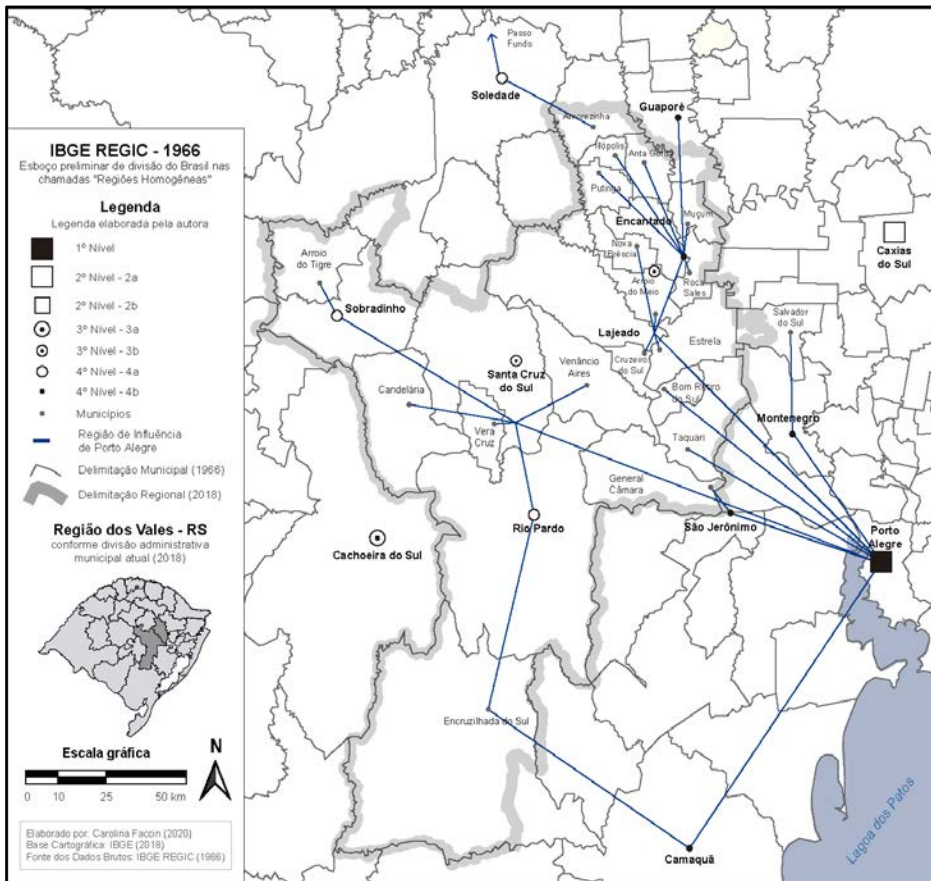 IBGE REGIC - 1966
Esboço preliminar de divisão do Brasil nas
chamadas "Regiões Homogêneas"
Legenda
Legenda elaborada pela autora
1º Nível
2º Nível - 2a
2º Nível - 2b
3º Nível - 3a
3º Nível - 3b
4º Nível - 4a
4º Nível - 4b
Municípios
Região de Influência
de Porto Alegre
Delimitação Municipal (1966)
Delimitação Regional (2018)
Região dos Vales - RS
conforme divisão administrativa
municipal atual (2018)
Escala gráfica
N
0 10 25 50 km
Elaborado por: Carolina Faccin (2020)
Base Cartográfica: IBGE (2018)
Fonte dos Dados Brutos: IBGE REGIC (1966)
Passo
Fundo
Soledade
Guaporé
Ilópolis
Anta Gorda
Putinga
Encantado
Muçum
Nova
Bréscia
Arroio
do Meio
Roca
Sales
Caxias
do Sul
Arroio
do Tigre
Sobradinho
Lajeado
Estrela
Salvador
do Sul
Cruzeiro
do Sul
Santa Cruz
do Sul
Venâncio
Aires
Candelária
Bom Retiro
do Sul
Montenegro
Vera
Cruz
Taquari
General
Câmara
Rio Pardo
São Jerônimo
Porto
Alegre
Cachoeira do Sul
Encruzilhada do Sul
Camaquã
Lagoa dos Patos